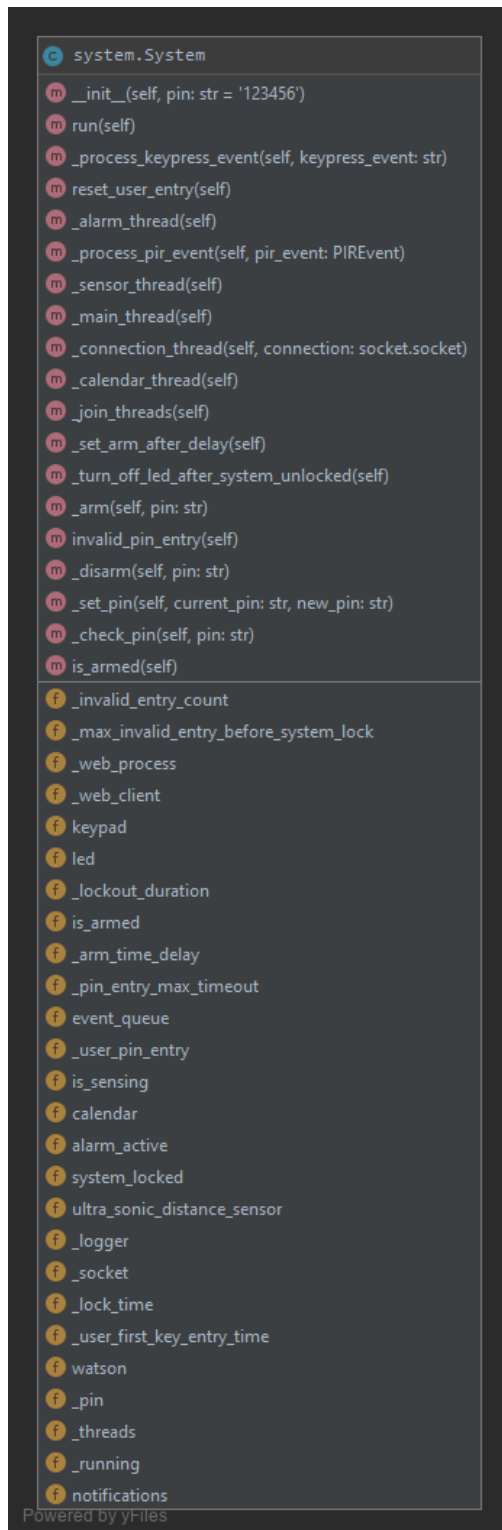 system.System
__init__(self, pin: str = '123456')
run(self)
_process_keypress_event(self, keypress_event: str)
reset_user_entry(self)
_alarm_thread(self)
_process_pir_event(self, pir_event: PIREvent)
_sensor_thread(self)
_main_thread(self)
_connection_thread(self, connection: socket.socket)
_calendar_thread(self)
_join_threads(self)
_set_arm_after_delay(self)
_turn_off_led_after_system_unlocked(self)
_arm(self, pin: str)
invalid_pin_entry(self)
_disarm(self, pin: str)
_set_pin(self, current_pin: str, new_pin: str)
_check_pin(self, pin: str)
is_armed(self)
_invalid_entry_count
_max_invalid_entry_before_system_lock
_web_process
_web_client
keypad
led
_lockout_duration
is_armed
_arm_time_delay
_pin_entry_max_timeout
event_queue
_user_pin_entry
is_sensing
calendar
alarm_active
system_locked
ultra_sonic_distance_sensor
_logger
_socket
_lock_time
_user_first_key_entry_time
watson
_pin
_threads
_running
notifications
Powered by yFiles